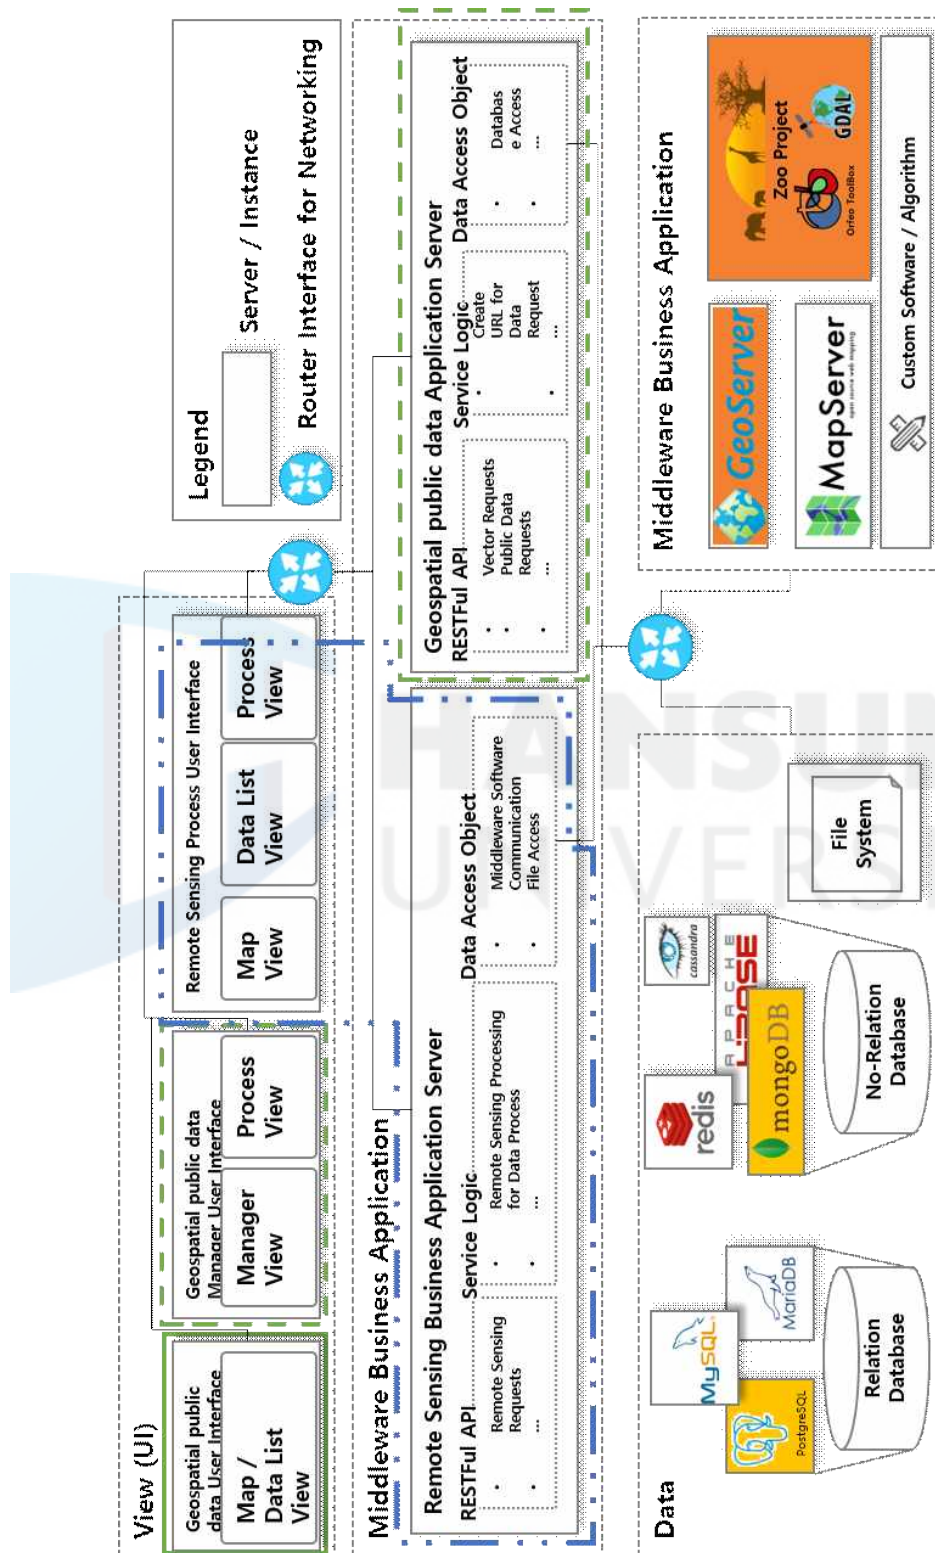 View (UI)
Geospatial public
data User Interface
Map /
Data List
View
Geospatial public data
Manager User Interface
Manager
View
Process
View
Remote Sensing Process User Interface
Map
View
Data List
View
Process
View
Legend
Server / Instance
Router Interface for Networking
Middleware Business Application
Remote Sensing Business Application Server
RESTFul API
• Remote Sensing
Requests
• ...
Service Logic
• Remote Sensing Processing
for Data Process
• ...
Data Access Object
• Middleware Software
Communication
• File Access
Geospatial public data Application Server
RESTFul API
• Vector Requests
• Public Data
Requests
• ...
Service Logic
• Create
URL for
Data
Request
• ...
Data Access Object
• Databas
e Access
• ...
Data
PostgreSQL
MySQL
MariaDB
Relation
Database
redis
mongoDB
APACHE
cassandra
No-Relation
Database
File
System
Middleware Business Application
GeoServer
MapServer
open source web mapping
Zoo Project
Orfeo ToolBox
GDAL
Custom Software / Algorithm